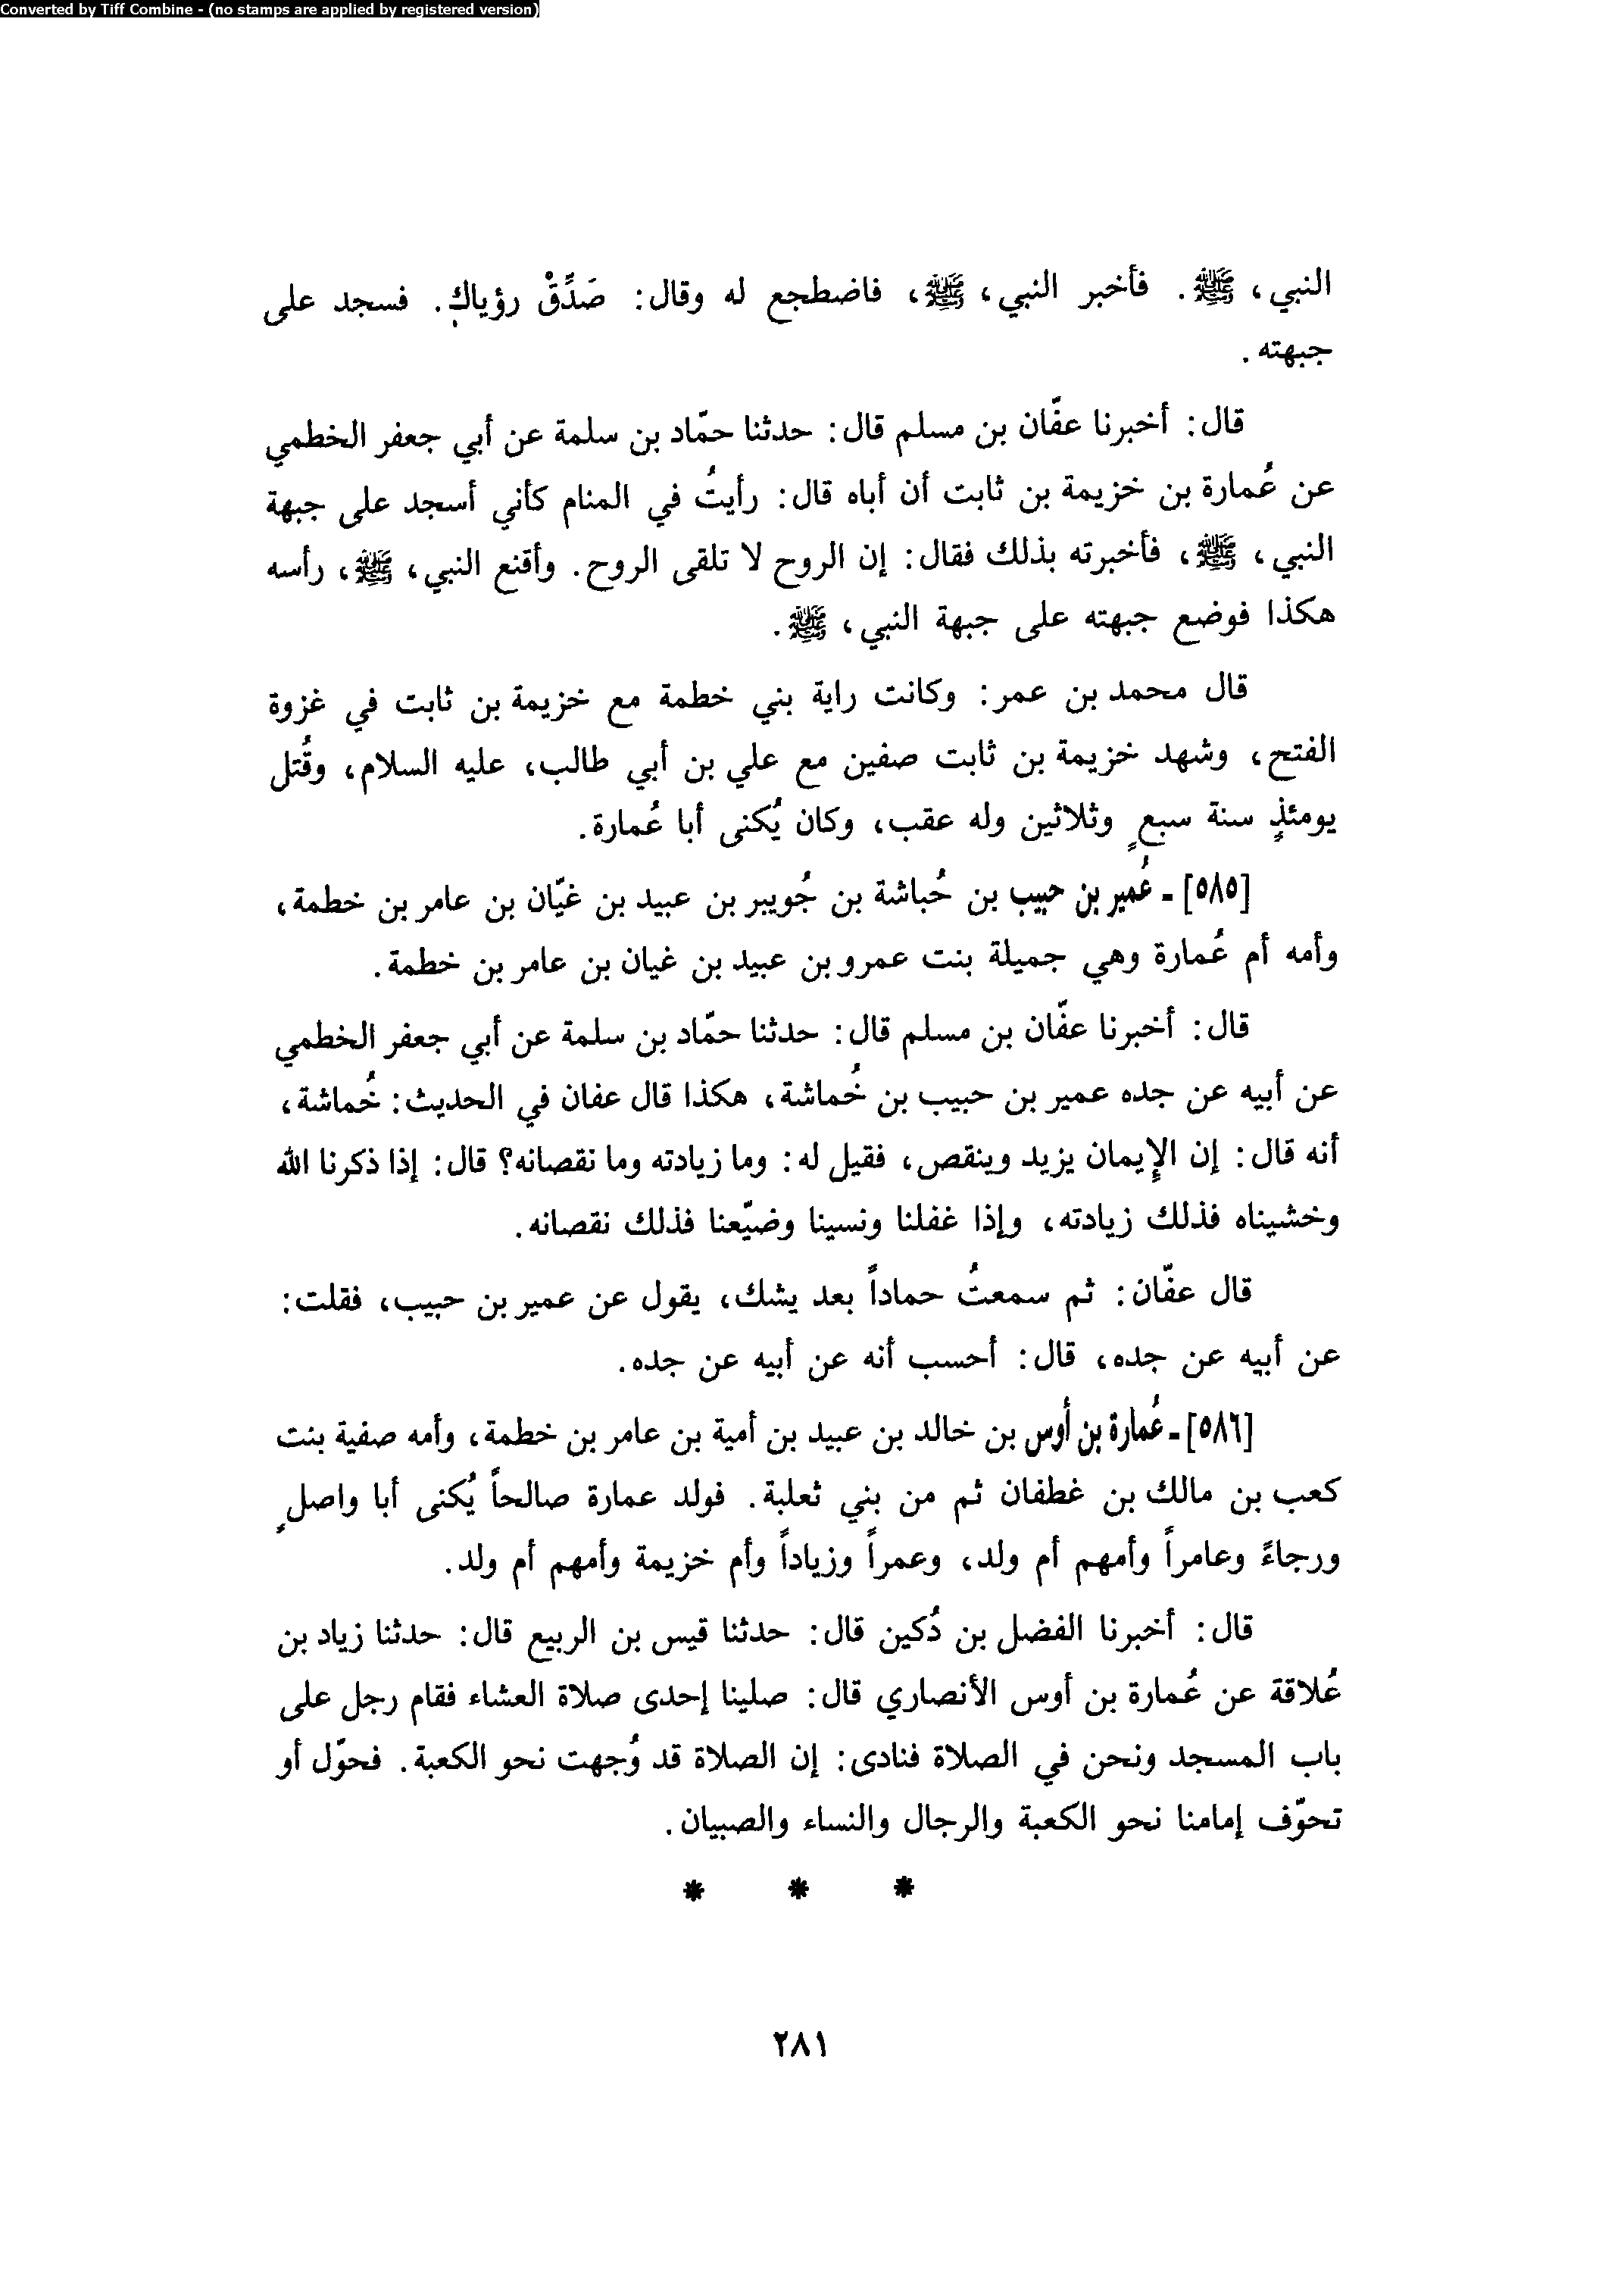 Converted by Tiff Combine - (no stamps are applied by registered version)
النبي، ﷺ. فأخبر النبي، ﷺ، فاضطجع له وقال: صَدِّقْ رؤياك. فسجد على
جبهته.
قال: أخبرنا عفّان بن مسلم قال: حدثنا حمّاد بن سلمة عن أبي جعفر الخطمي
عن عُمارة بن خزيمة بن ثابت أن أباه قال: رأيتُ في المنام كأني أسجد على جبهة
النبي، ﷺ، فأخبرته بذلك فقال: إن الروح لا تلقى الروح. وأقنع النبي، ﷺ، رأسه
هكذا فوضع جبهته على جبهة النبي، ﷺ.
قال محمد بن عمر: وكانت راية بني خطمة مع خزيمة بن ثابت في غزوة
الفتح، وشهد خزيمة بن ثابت صفين مع علي بن أبي طالب، عليه السلام، وقُتل
يومئذٍ سنة سبعٍ وثلاثين وله عقب، وكان يُكنى أبا عُمارة.
[٥٨٥] - عُمير بن حبيب بن حُباشة بن جُويبر بن عبيد بن غيّان بن عامر بن خطمة،
وأمه أم عُمارة وهي جميلة بنت عمرو بن عبيد بن غيان بن عامر بن خطمة.
قال: أخبرنا عفّان بن مسلم قال: حدثنا حمّاد بن سلمة عن أبي جعفر الخطمي
عن أبيه عن جده عمير بن حبيب بن خُماشة، هكذا قال عفان في الحديث: خُماشة،
أنه قال: إن الإيمان يزيد وينقص، فقيل له: وما زيادته وما نقصانه؟ قال: إذا ذكرنا الله
وخشيناه فذلك زيادته، وإذا غفلنا ونسينا وضيّعنا فذلك نقصانه.
قال عفّان: ثم سمعتُ حماداً بعد يشك، يقول عن عمير بن حبيب، فقلت:
عن أبيه عن جده، قال: أحسب أنه عن أبيه عن جده.
[٥٨٦] - عُمارة بن أوس بن خالد بن عبيد بن أمية بن عامر بن خطمة، وأمه صفية بنت
كعب بن مالك بن غطفان ثم من بني ثعلبة. فولد عمارة صالحاً يُكنى أبا واصلٍ
ورجاءً وعامراً وأمهم أم ولد، وعمراً وزياداً وأم خزيمة وأمهم أم ولد.
قال: أخبرنا الفضل بن دُكين قال: حدثنا قيس بن الربيع قال: حدثنا زياد بن
عُلاقة عن عُمارة بن أوس الأنصاري قال: صلينا إحدى صلاة العشاء فقام رجل على
باب المسجد ونحن في الصلاة فنادى: إن الصلاة قد وُجهت نحو الكعبة. فحوّل أو
تحوّف إمامنا نحو الكعبة والرجال والنساء والصبيان.
* * *
٢٨١